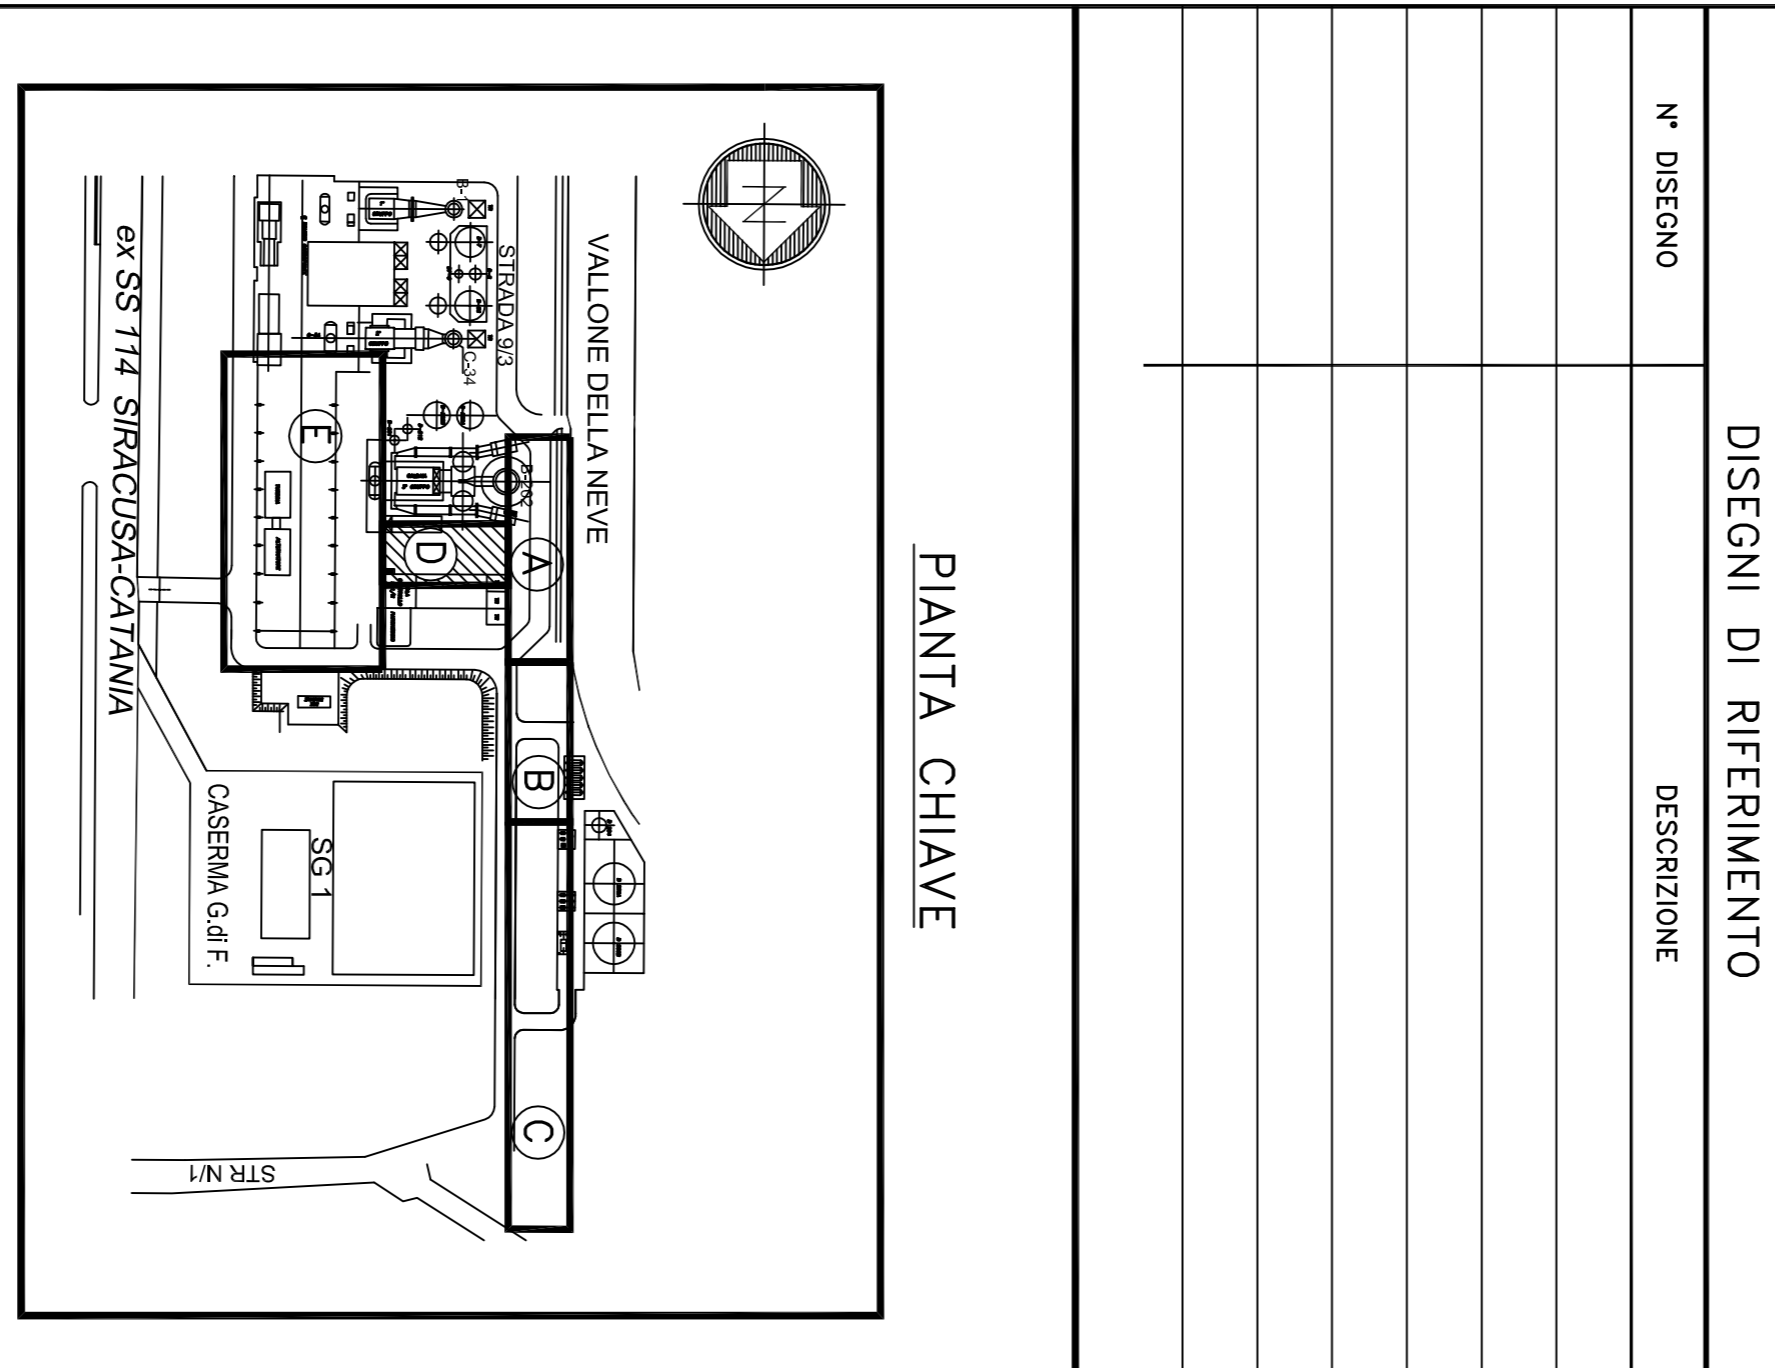 DISEGNI DI RIFERIMENTO
N° DISEGNO
DESCRIZIONE
PIANTA CHIAVE
N
VALLONE DELLA NEVE
STRADA 9/3
B-202
C-34
A
B
C
D
E
SG 1
CASERMA G.di F.
STR N/1
ex SS 114 SIRACUSA-CATANIA